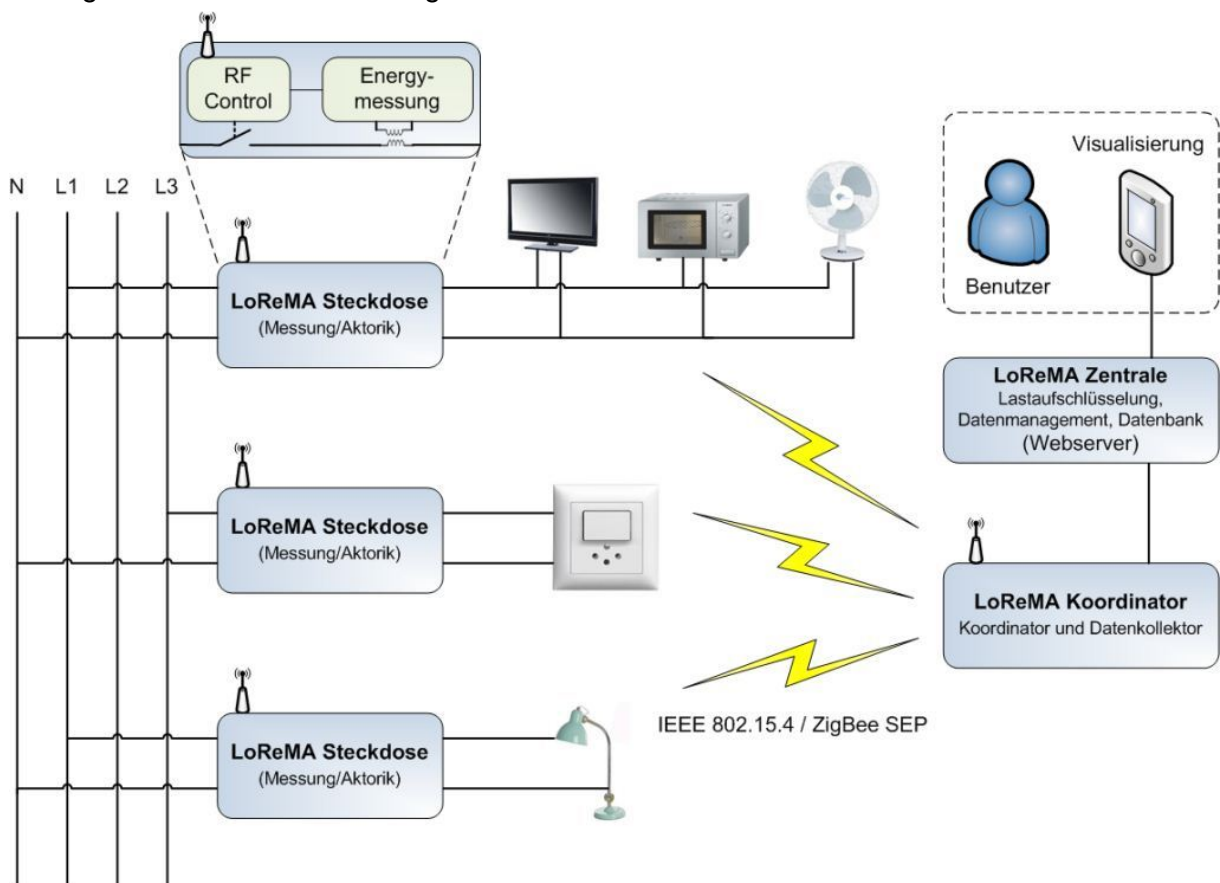 RF
Control
Energy-
messung
N L1 L2 L3
LoReMA Steckdose
(Messung/Aktorik)
Visualisierung
Benutzer
LoReMA Zentrale
Lastaufschlüsselung,
Datenmanagement, Datenbank
(Webserver)
LoReMA Steckdose
(Messung/Aktorik)
LoReMA Koordinator
Koordinator und Datenkollektor
LoReMA Steckdose
(Messung/Aktorik)
IEEE 802.15.4 / ZigBee SEP